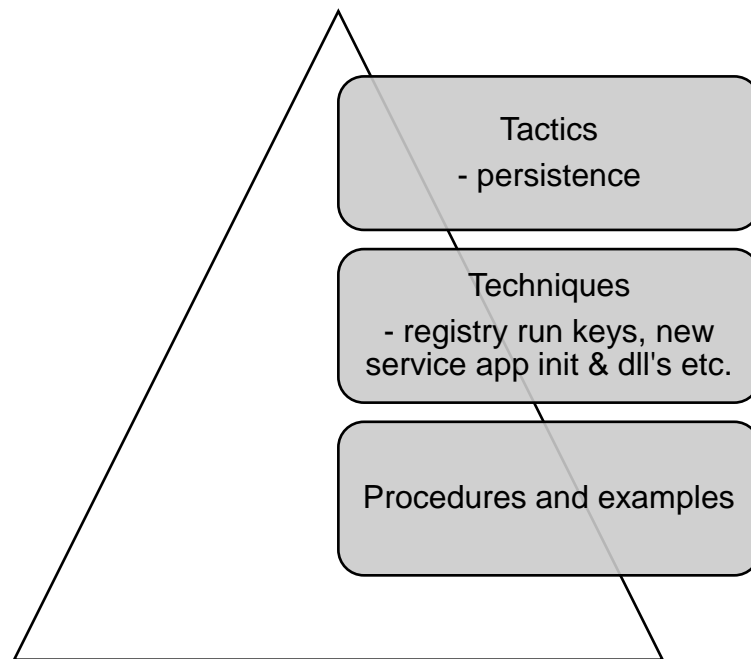 Tactics
- persistence
Techniques
- registry run keys, new
service app init & dll's etc.
Procedures and examples